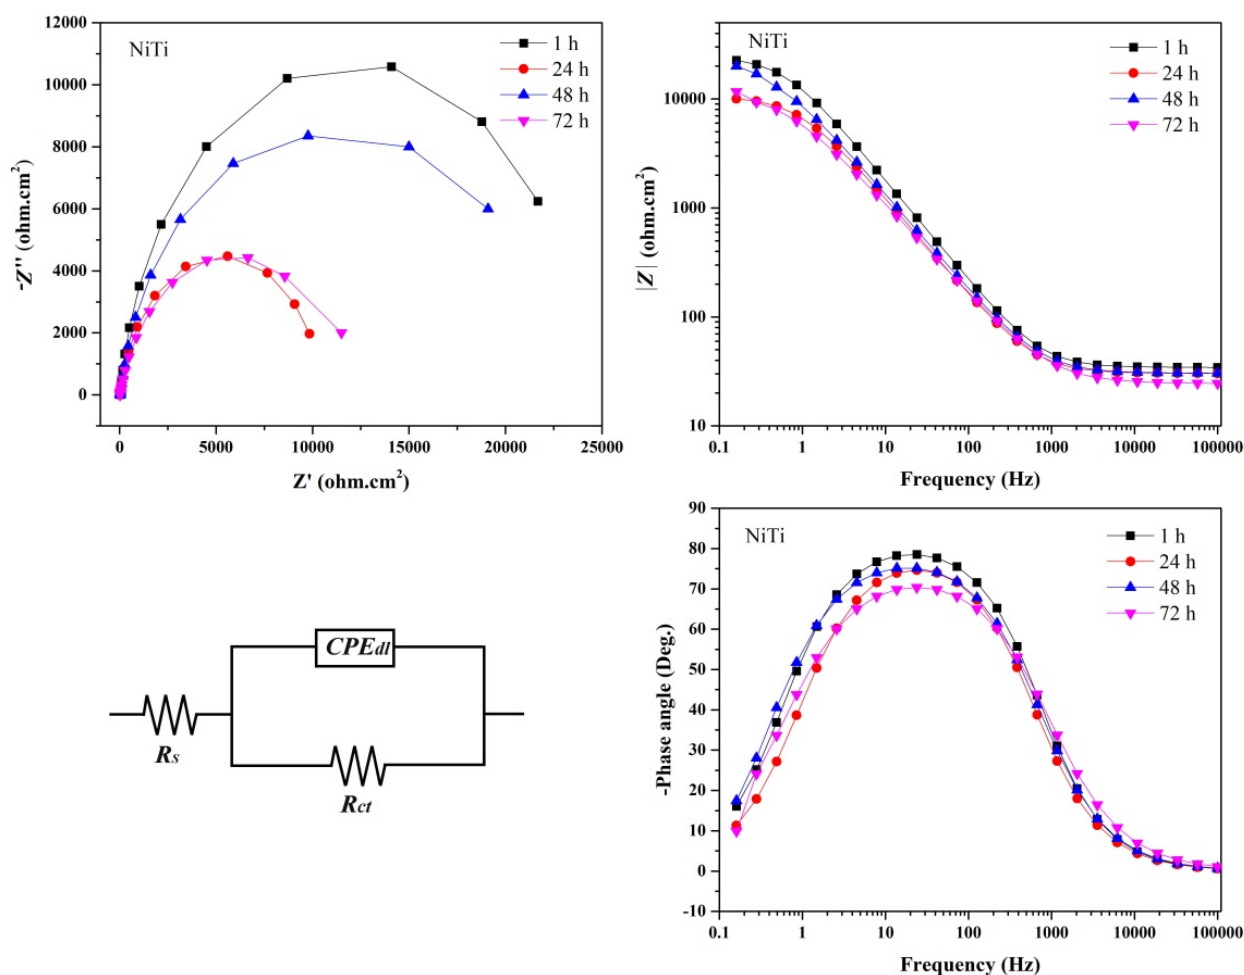 NiTi
1 h
24 h
48 h
72 h
12000
10000
8000
6000
4000
2000
0
-Z'' (ohm.cm²)
0
5000
10000
15000
20000
25000
Z' (ohm.cm²)
NiTi
1 h
24 h
48 h
72 h
10000
1000
100
10
|Z| (ohm.cm²)
0.1
1
10
100
1000
10000
100000
Frequency (Hz)
CPEdl
Rs
Rct
NiTi
1 h
24 h
48 h
72 h
90
80
70
60
50
40
30
20
10
0
-10
-Phase angle (Deg.)
0.1
1
10
100
1000
10000
100000
Frequency (Hz)